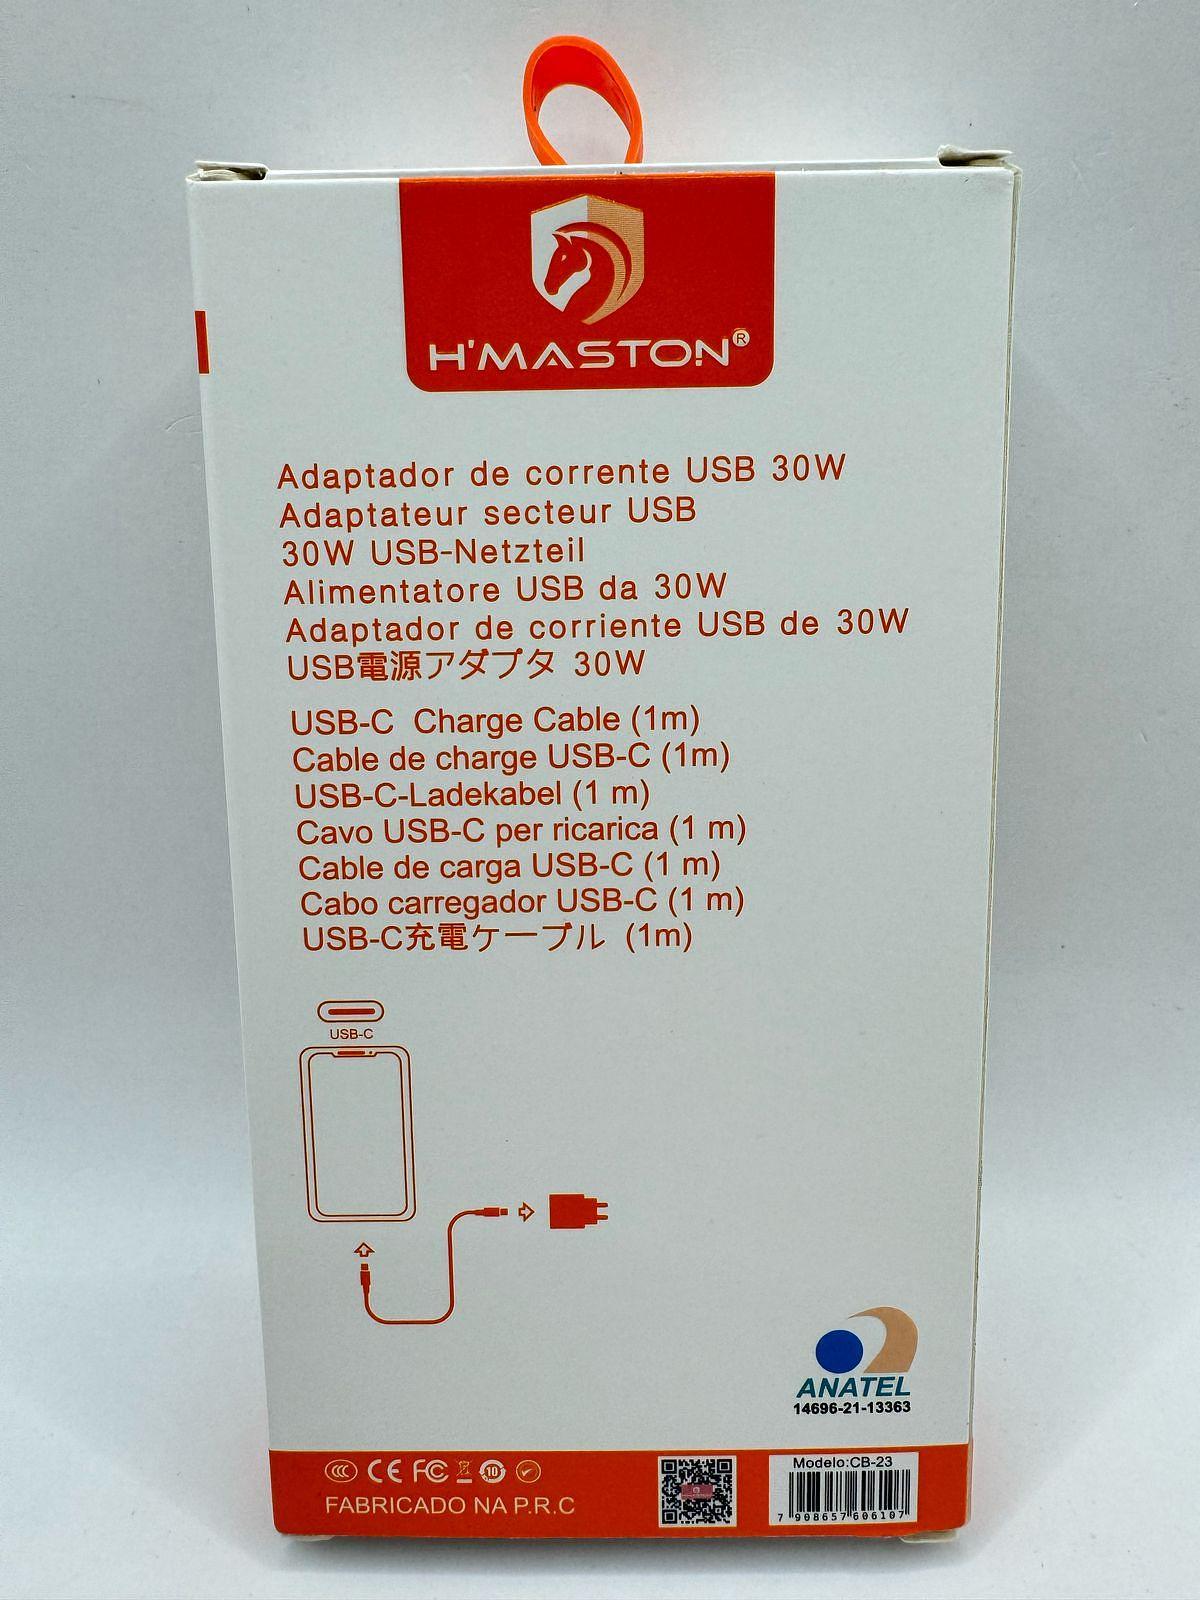 H'MASTON®
Adaptador de corrente USB 30W
Adaptateur secteur USB
30W USB-Netzteil
Alimentatore USB da 30W
Adaptador de corriente USB de 30W
USB電源アダプタ 30W
USB-C Charge Cable (1m)
Cable de charge USB-C (1m)
USB-C-Ladekabel (1 m)
Cavo USB-C per ricarica (1 m)
Cable de carga USB-C (1 m)
Cabo carregador USB-C (1 m)
USB-C充電ケーブル (1m)
USB-C
ANATEL
14696-21-13363
CCC CE FC 10
FABRICADO NA P.R.C
Modelo:CB-23
7 908657 606107